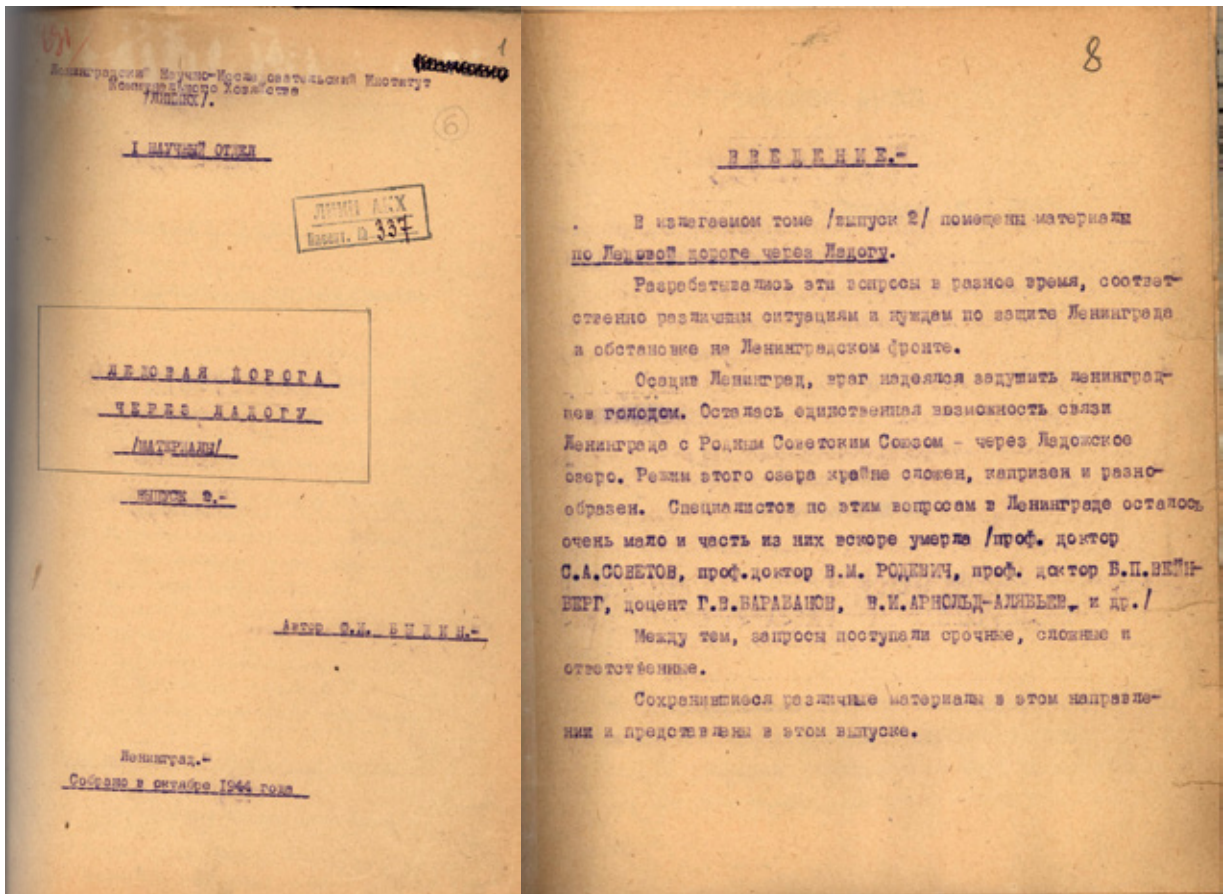 891
1
Ленинградский Научно-Исследовательский Институт
Коммунального Хозяйства
/ЛНИИКХ/.
6
I НАУЧНЫЙ ОТДЕЛ
ЛНИИ АКХ
№ 337
ЛЕДОВАЯ ДОРОГА
ЧЕРЕЗ ЛАДОГУ
/МАТЕРИАЛЫ/
ВЫПУСК 2.-
Автор Ф.И. БЫДИН.-
Ленинград.-
Собрано в октябре 1944 года
8
ВВЕДЕНИЕ.-
В излагаемом томе /выпуск 2/ помещены материалы
по Ледовой дороге через Ладогу.
Разрабатывались эти вопросы в разное время, соответ-
ственно различным ситуациям и нуждам по защите Ленинграда
и обстановке на Ленинградском фронте.
Осадив Ленинград, враг надеялся задушить ленинград-
цев голодом. Осталась единственная возможность связи
Ленинграда с Родным Советским Союзом - через Ладожское
озеро. Режим этого озера крайне сложен, капризен и разно-
образен. Специалистов по этим вопросам в Ленинграде осталось
очень мало и часть из них вскоре умерла /проф. доктор
С.А.СОВЕТОВ, проф.доктор В.М. РОДЕВИЧ, проф. доктор Б.П.ВЕЙН-
БЕРГ, доцент Г.В.БАРАБАНОВ, В.И.АРНОЛЬД-АЛЯБЬЕВ и др./
Между тем, запросы поступали срочные, сложные и
ответственные.
Сохранившиеся различные материалы в этом направле-
нии и представлены в этом выпуске.